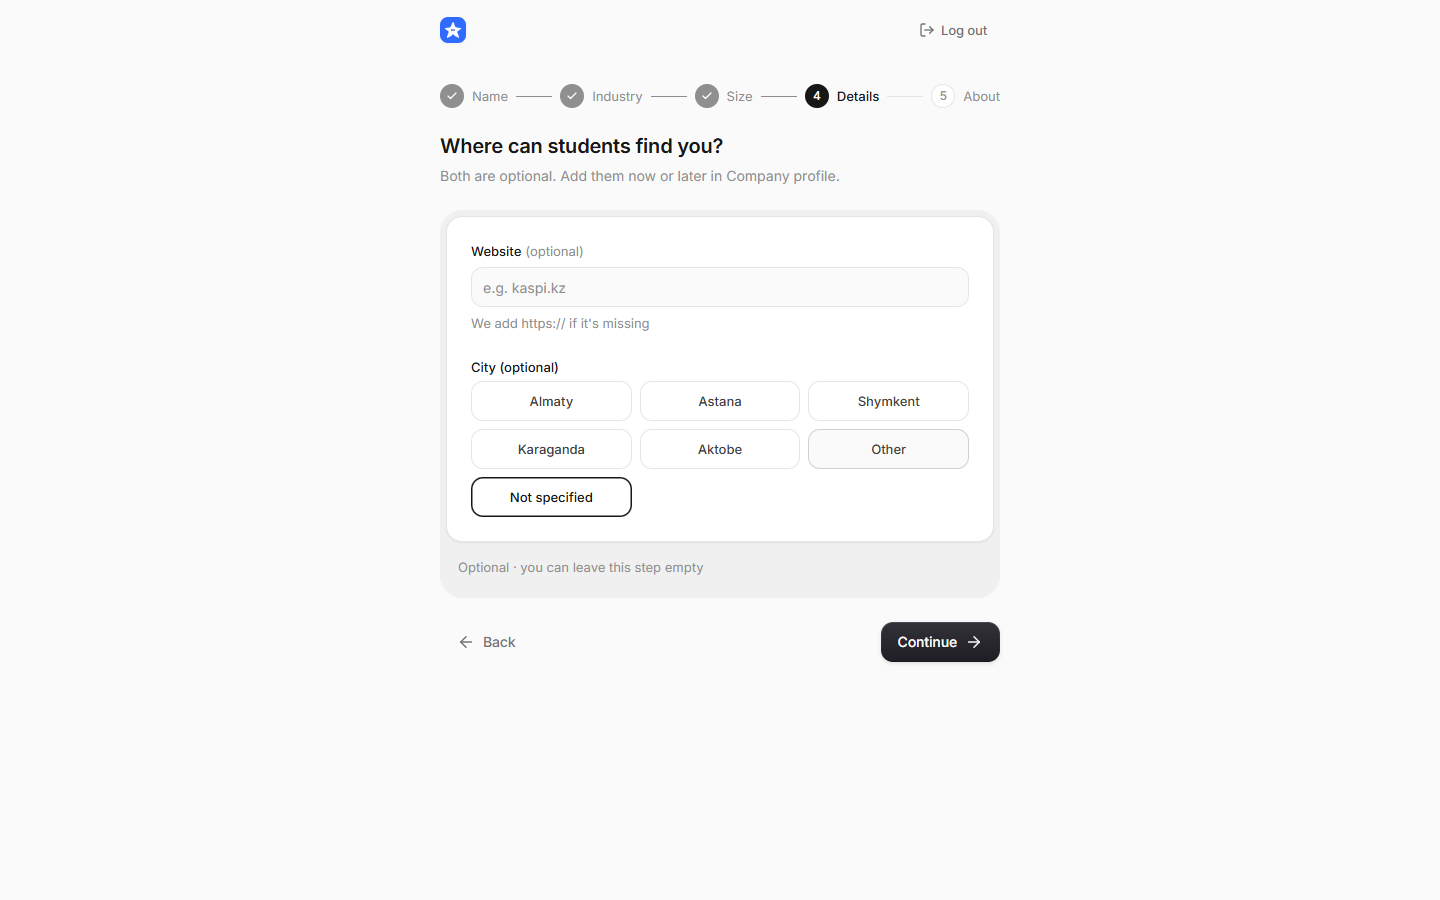 Log out
Name
Industry
Size
4 Details
5 About
Where can students find you?
Both are optional. Add them now or later in Company profile.
Website (optional)
e.g. kaspi.kz
We add https:// if it's missing
City (optional)
Almaty
Astana
Shymkent
Karaganda
Aktobe
Other
Not specified
Optional · you can leave this step empty
Back
Continue